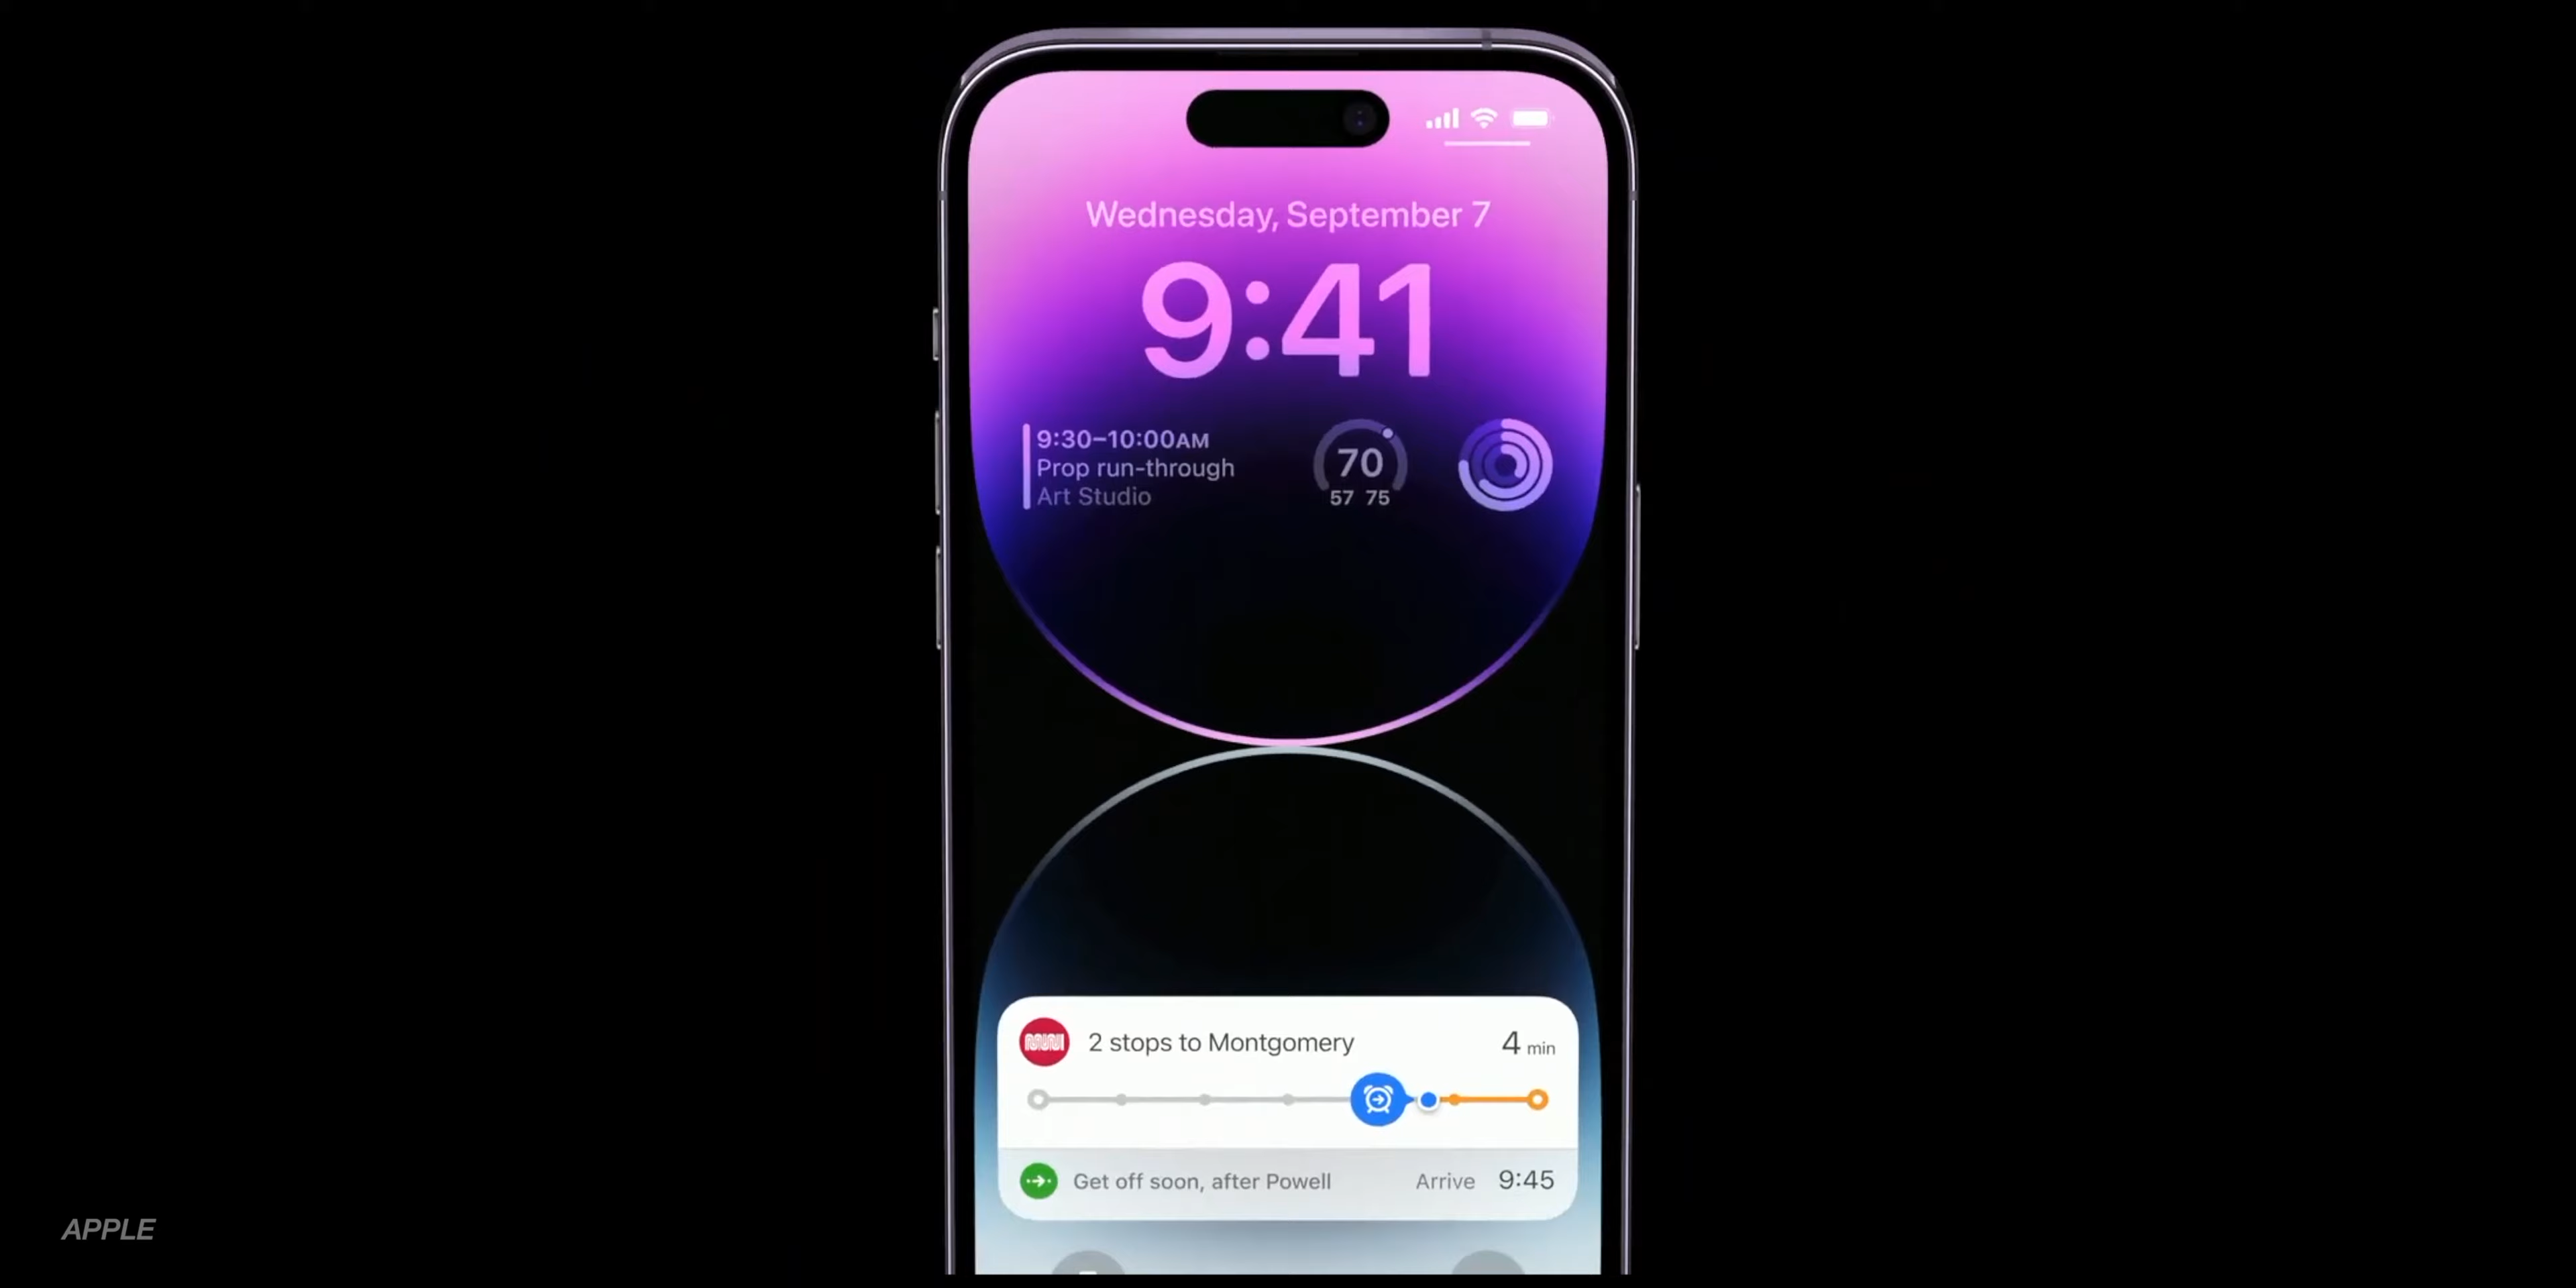 Wednesday, September 7
9:41
9:30–10:00AM
Prop run-through
Art Studio
70
57 75
MUNI
2 stops to Montgomery
4 min
Get off soon, after Powell
Arrive 9:45
APPLE